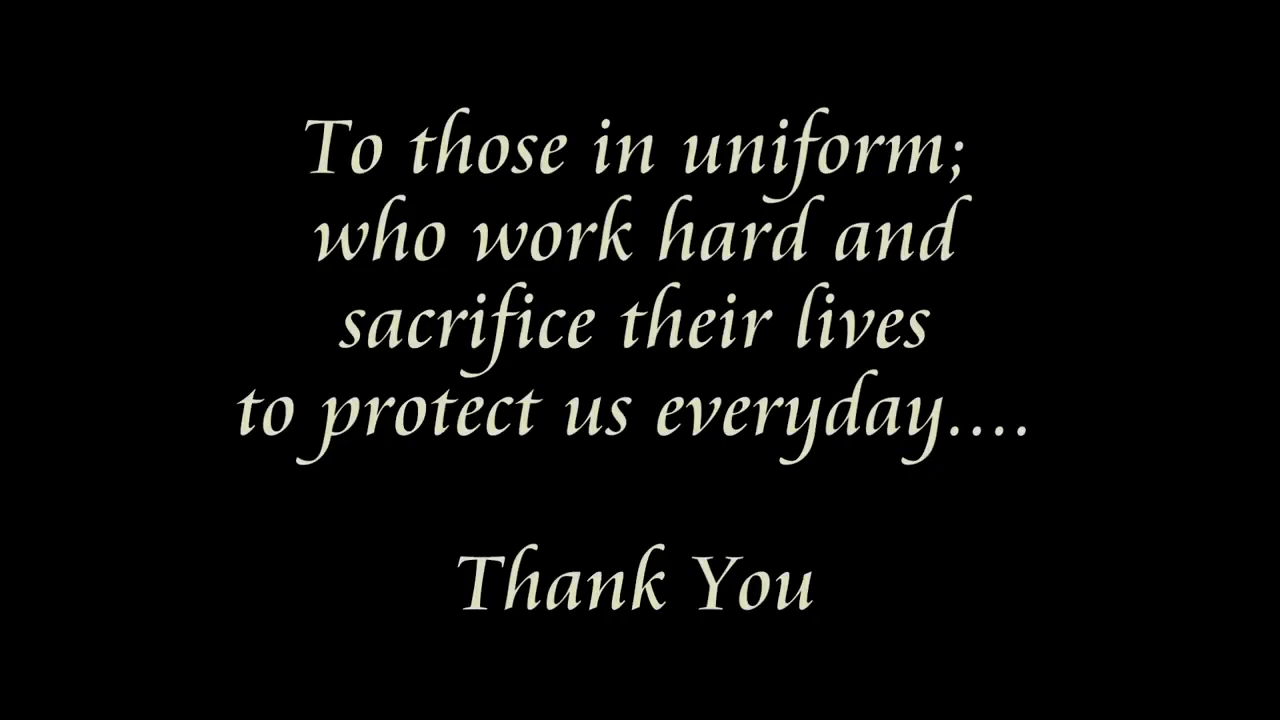 To those in uniform;
who work hard and
sacrifice their lives
to protect us everyday....
Thank You